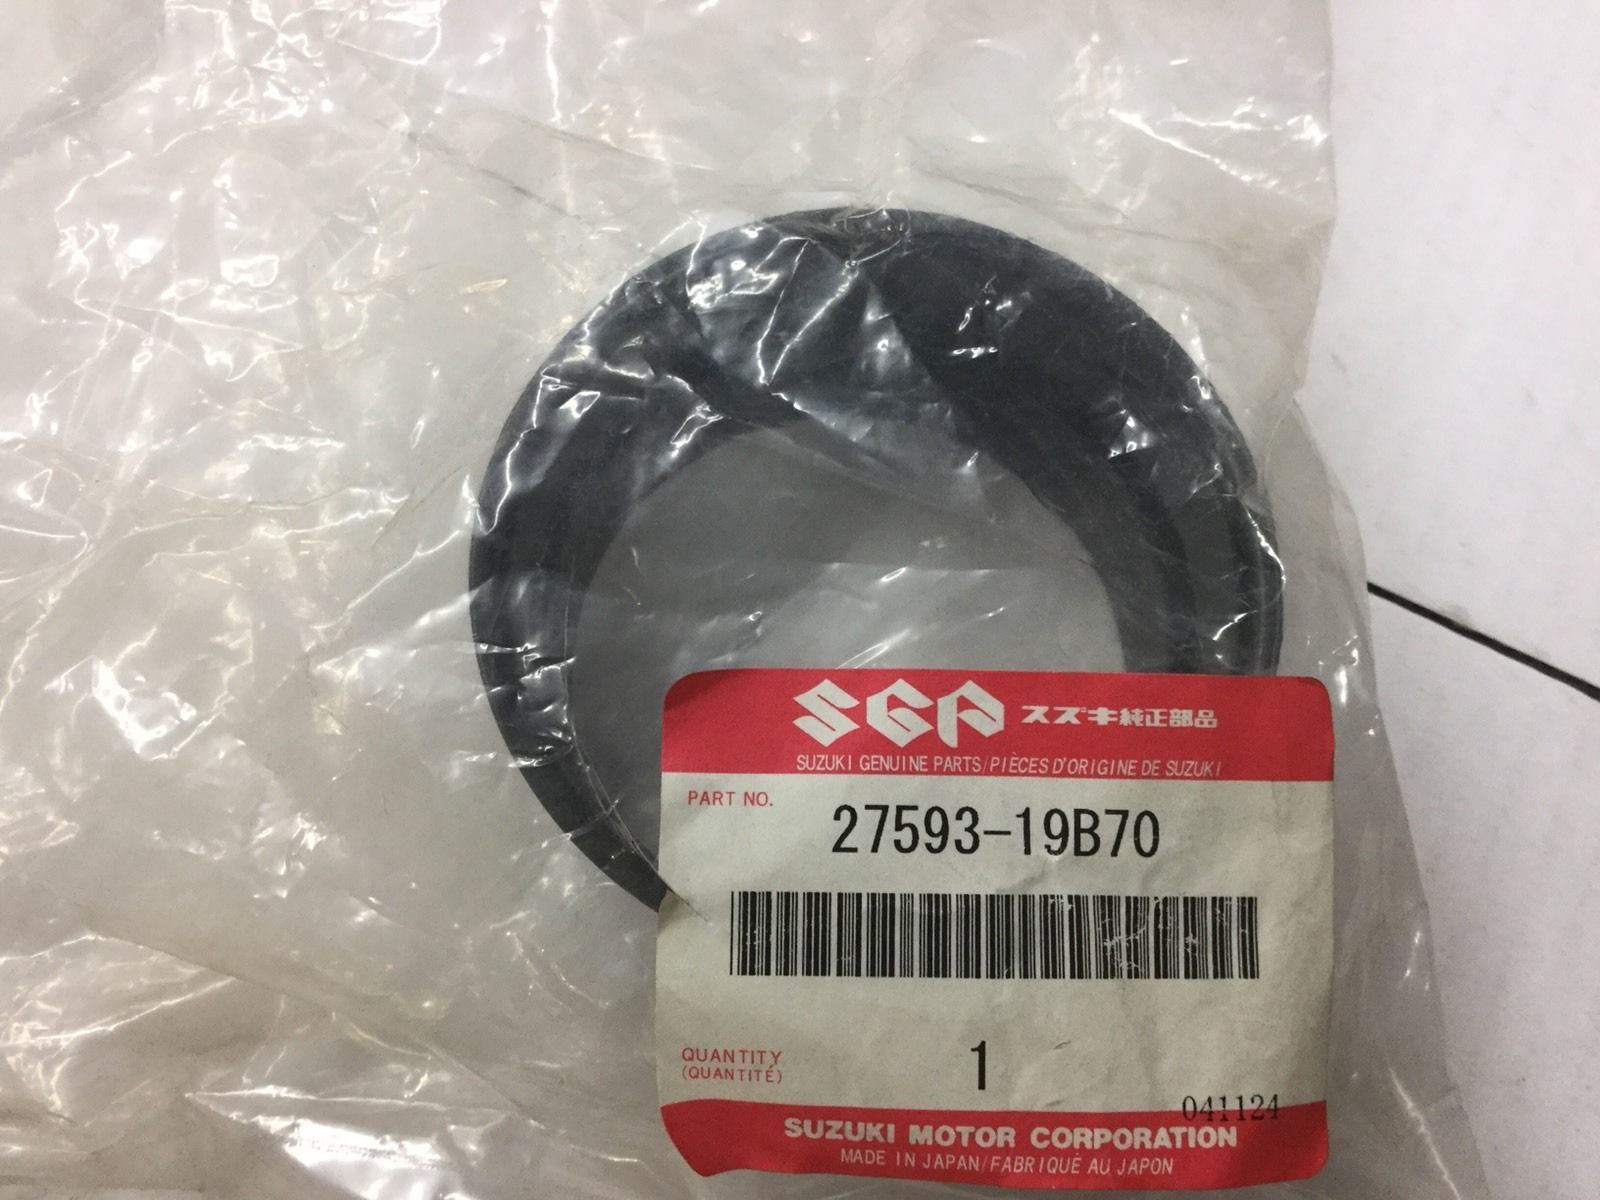 SGP スズキ純正部品
SUZUKI GENUINE PARTS/PIÈCES D'ORIGINE DE SUZUKI
PART NO. 27593-19B70
QUANTITY 1
(QUANTITÉ)
041124
SUZUKI MOTOR CORPORATION
MADE IN JAPAN/FABRIQUÉ AU JAPON